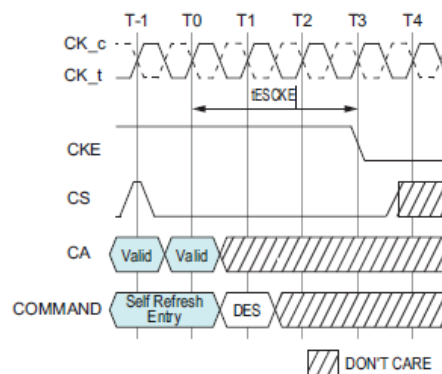 T-1 T0 T1 T2 T3 T4
CK_c
CK_t
tESCKE
CKE
CS
CA Valid Valid
COMMAND Self Refresh Entry DES
DON'T CARE